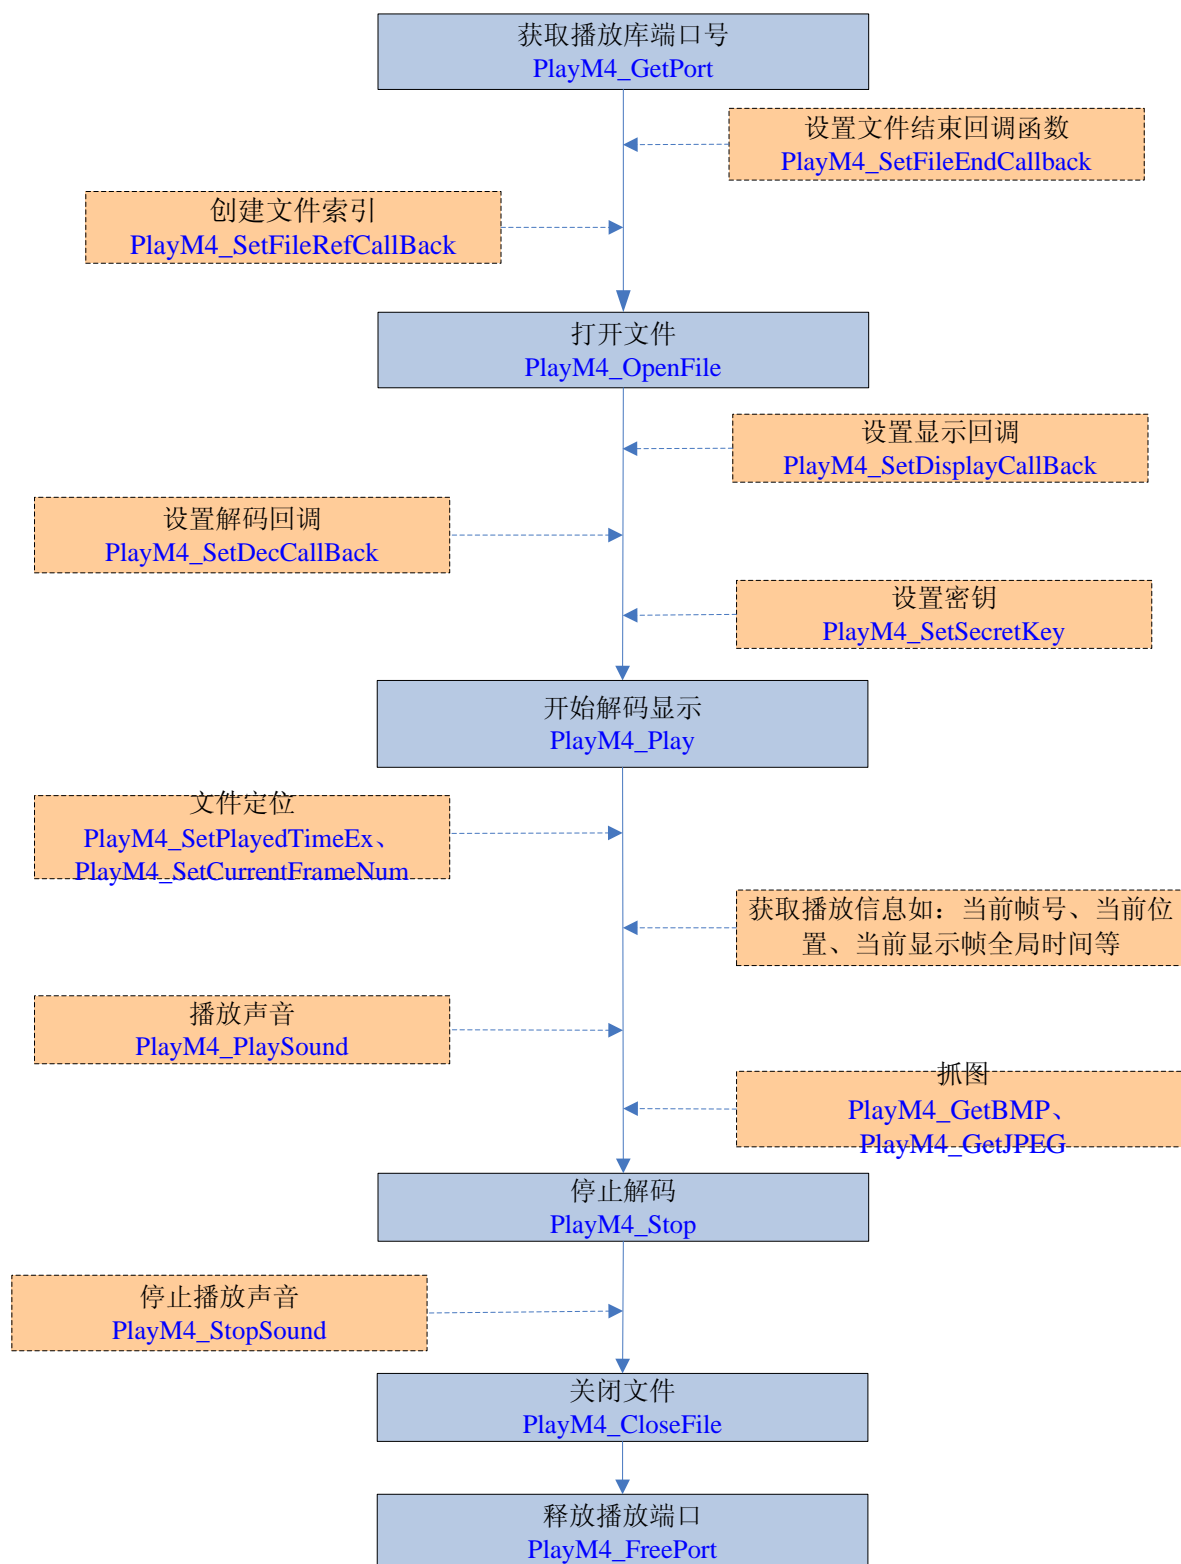 获取播放库端口号
PlayM4_GetPort
设置文件结束回调函数
PlayM4_SetFileEndCallback
创建文件索引
PlayM4_SetFileRefCallBack
打开文件
PlayM4_OpenFile
设置显示回调
PlayM4_SetDisplayCallBack
设置解码回调
PlayM4_SetDecCallBack
设置密钥
PlayM4_SetSecretKey
开始解码显示
PlayM4_Play
文件定位
PlayM4_SetPlayedTimeEx、
PlayM4_SetCurrentFrameNum
获取播放信息如：当前帧号、当前位
置、当前显示帧全局时间等
播放声音
PlayM4_PlaySound
抓图
PlayM4_GetBMP、
PlayM4_GetJPEG
停止解码
PlayM4_Stop
停止播放声音
PlayM4_StopSound
关闭文件
PlayM4_CloseFile
释放播放端口
PlayM4_FreePort